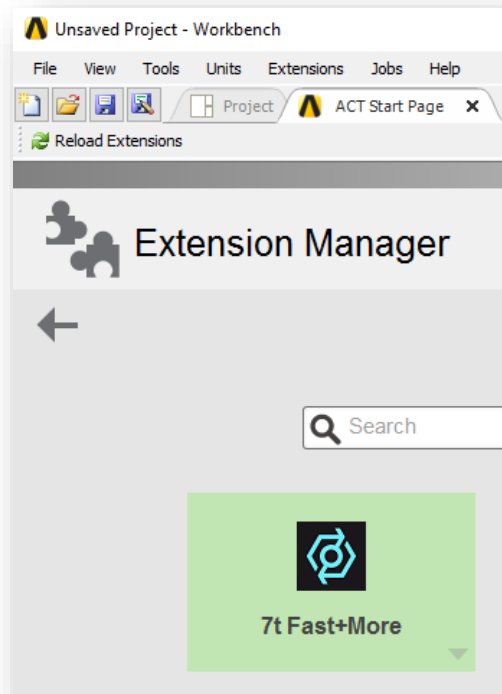 Unsaved Project - Workbench
File View Tools Units Extensions Jobs Help
Project ACT Start Page
Reload Extensions
Extension Manager
Search
7t Fast+More